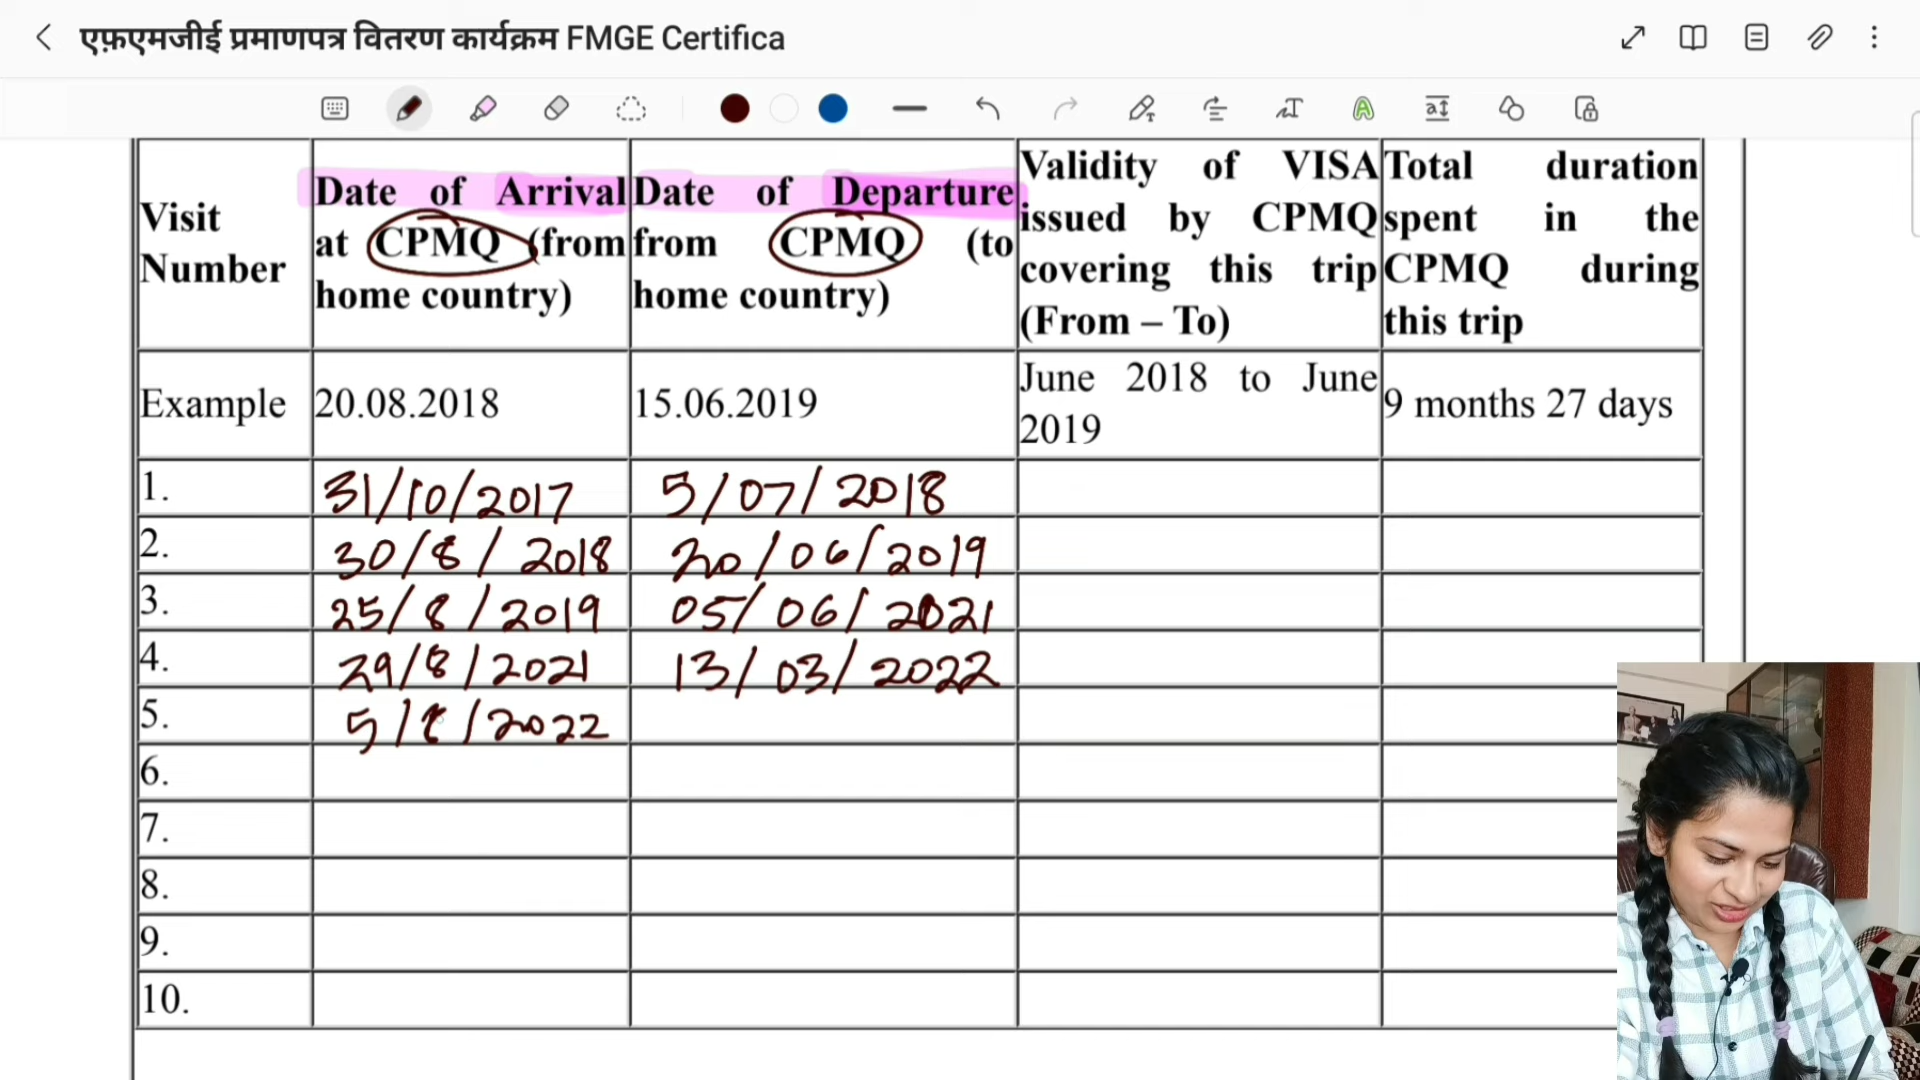 एफ़एमजीई प्रमाणपत्र वितरण कार्यक्रम FMGE Certifica
Visit Number
Date of Arrival at CPMQ (from home country)
Date of Departure from CPMQ (to home country)
Validity of VISA issued by CPMQ covering this trip (From – To)
Total duration spent in the CPMQ during this trip
Example 20.08.2018 15.06.2019 June 2018 to June 2019 9 months 27 days
1. 31/10/2017 5/07/2018
2. 30/8/2018 20/06/2019
3. 25/8/2019 05/06/2021
4. 29/8/2021 13/03/2022
5. 5/8/2022
6.
7.
8.
9.
10.